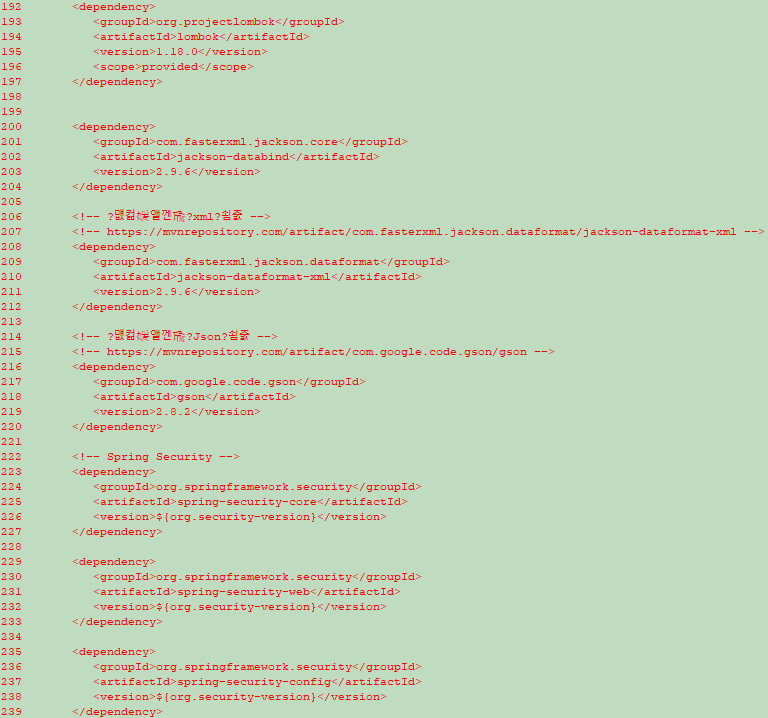 192 <dependency>
193 <groupId>org.projectlombok</groupId>
194 <artifactId>lombok</artifactId>
195 <version>1.18.0</version>
196 <scope>provided</scope>
197 </dependency>
198
199
200 <dependency>
201 <groupId>com.fasterxml.jackson.core</groupId>
202 <artifactId>jackson-databind</artifactId>
203 <version>2.9.6</version>
204 </dependency>
205
206 <!-- xml -->
207 <!-- https://mvnrepository.com/artifact/com.fasterxml.jackson.dataformat/jackson-dataformat-xml -->
208 <dependency>
209 <groupId>com.fasterxml.jackson.dataformat</groupId>
210 <artifactId>jackson-dataformat-xml</artifactId>
211 <version>2.9.6</version>
212 </dependency>
213
214 <!-- Json -->
215 <!-- https://mvnrepository.com/artifact/com.google.code.gson/gson -->
216 <dependency>
217 <groupId>com.google.code.gson</groupId>
218 <artifactId>gson</artifactId>
219 <version>2.8.2</version>
220 </dependency>
221
222 <!-- Spring Security -->
223 <dependency>
224 <groupId>org.springframework.security</groupId>
225 <artifactId>spring-security-core</artifactId>
226 <version>${org.security-version}</version>
227 </dependency>
228
229 <dependency>
230 <groupId>org.springframework.security</groupId>
231 <artifactId>spring-security-web</artifactId>
232 <version>${org.security-version}</version>
233 </dependency>
234
235 <dependency>
236 <groupId>org.springframework.security</groupId>
237 <artifactId>spring-security-config</artifactId>
238 <version>${org.security-version}</version>
239 </dependency>